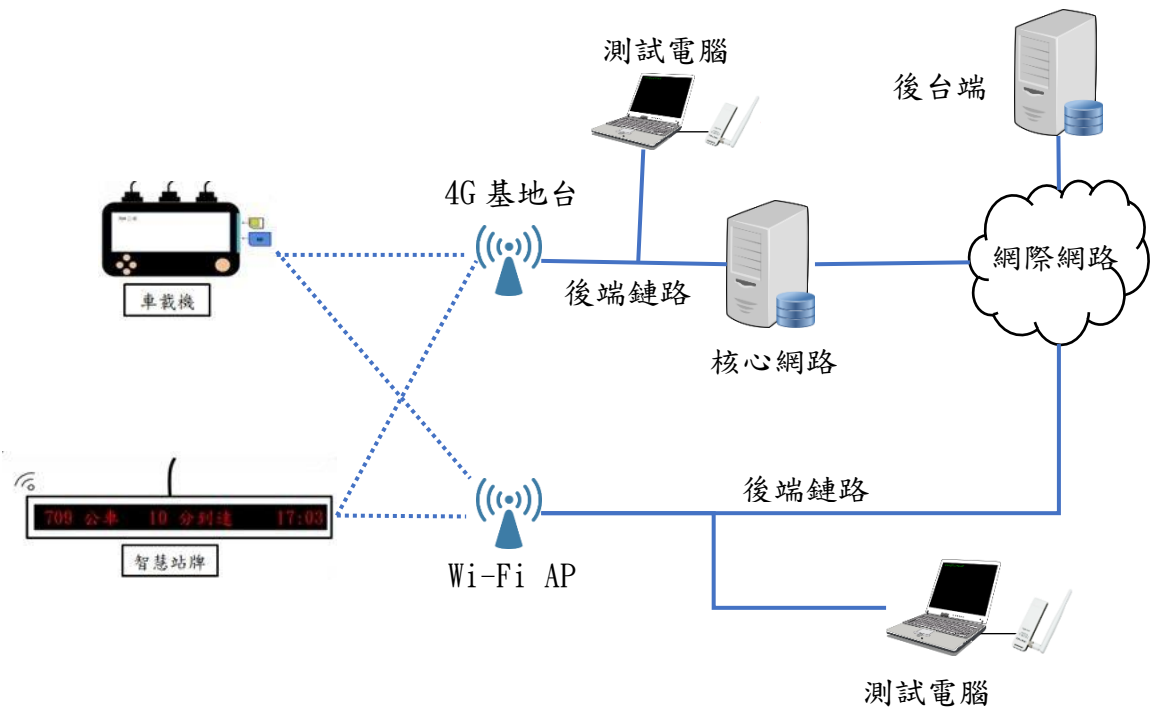 測試電腦
後台端
4G 基地台
網際網路
後端鏈路
車載機
核心網路
後端鏈路
709 公車 10 分到達 17:03
智慧站牌
Wi-Fi AP
測試電腦